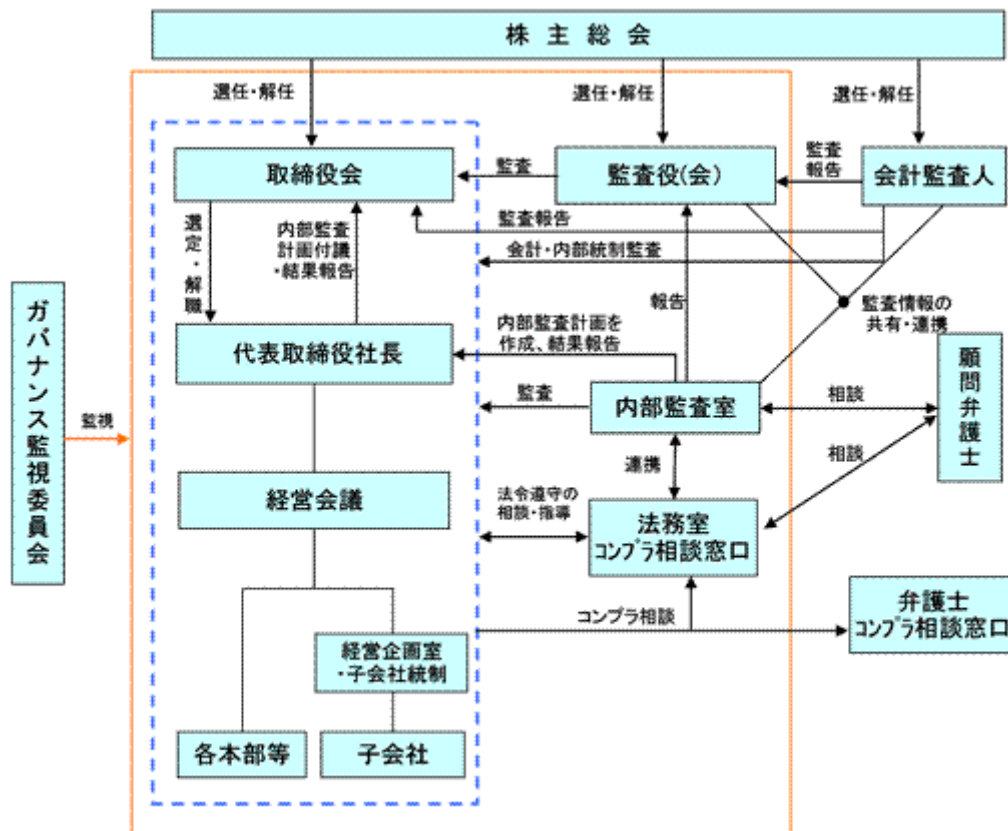 株主総会
選任・解任
選任・解任
選任・解任
取締役会
監査
監査役(会)
監査
報告
会計監査人
選定・解職
内部監査
計画付議
・結果報告
監査報告
会計・内部統制監査
報告
監査情報の
共有・連携
ガバナンス監視委員会
監視
代表取締役社長
内部監査計画を
作成、結果報告
監査
内部監査室
相談
顧問弁護士
相談
連携
経営会議
法令遵守の
相談・指導
法務室
コンプラ相談窓口
コンプラ相談
弁護士
コンプラ相談窓口
経営企画室
・子会社統制
各本部等
子会社